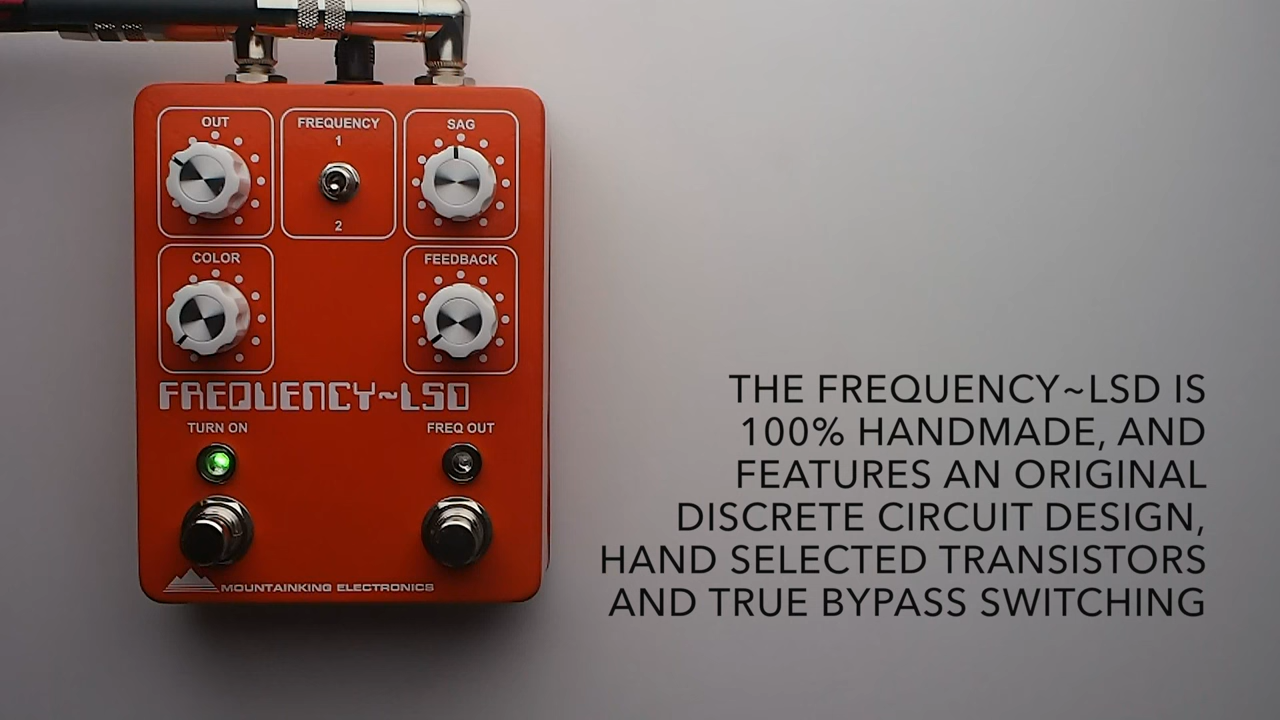 OUT
FREQUENCY
1
2
SAG
COLOR
FEEDBACK
FREQUENCY~LSD
TURN ON
FREQ OUT
MOUNTAINKING ELECTRONICS
THE FREQUENCY~LSD IS
100% HANDMADE, AND
FEATURES AN ORIGINAL
DISCRETE CIRCUIT DESIGN,
HAND SELECTED TRANSISTORS
AND TRUE BYPASS SWITCHING